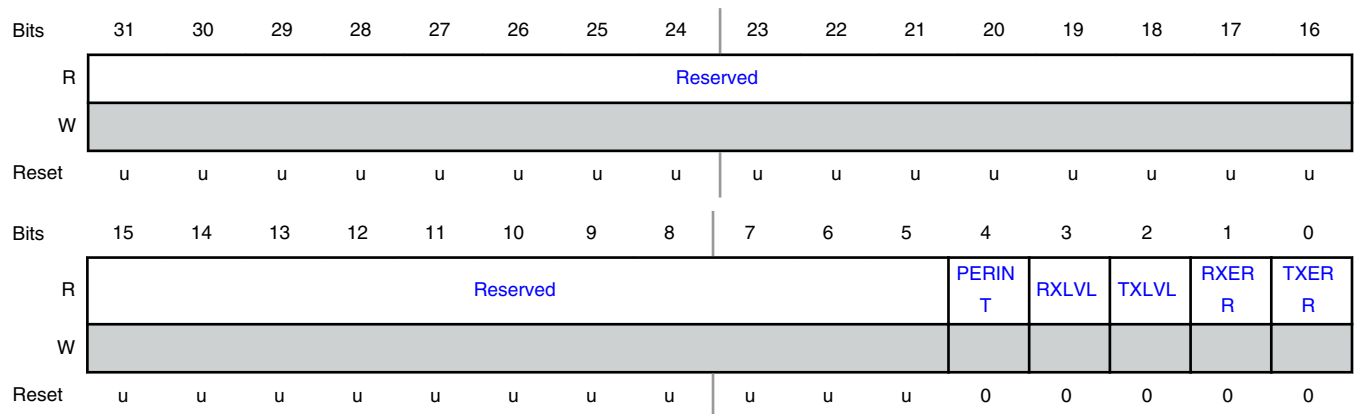 Bits 31 30 29 28 27 26 25 24 23 22 21 20 19 18 17 16
R Reserved
W
Reset u u u u u u u u u u u u u u u u
Bits 15 14 13 12 11 10 9 8 7 6 5 4 3 2 1 0
R Reserved PERIN T RXLVL TXLVL RXER R TXER R
W
Reset u u u u u u u u u u u 0 0 0 0 0